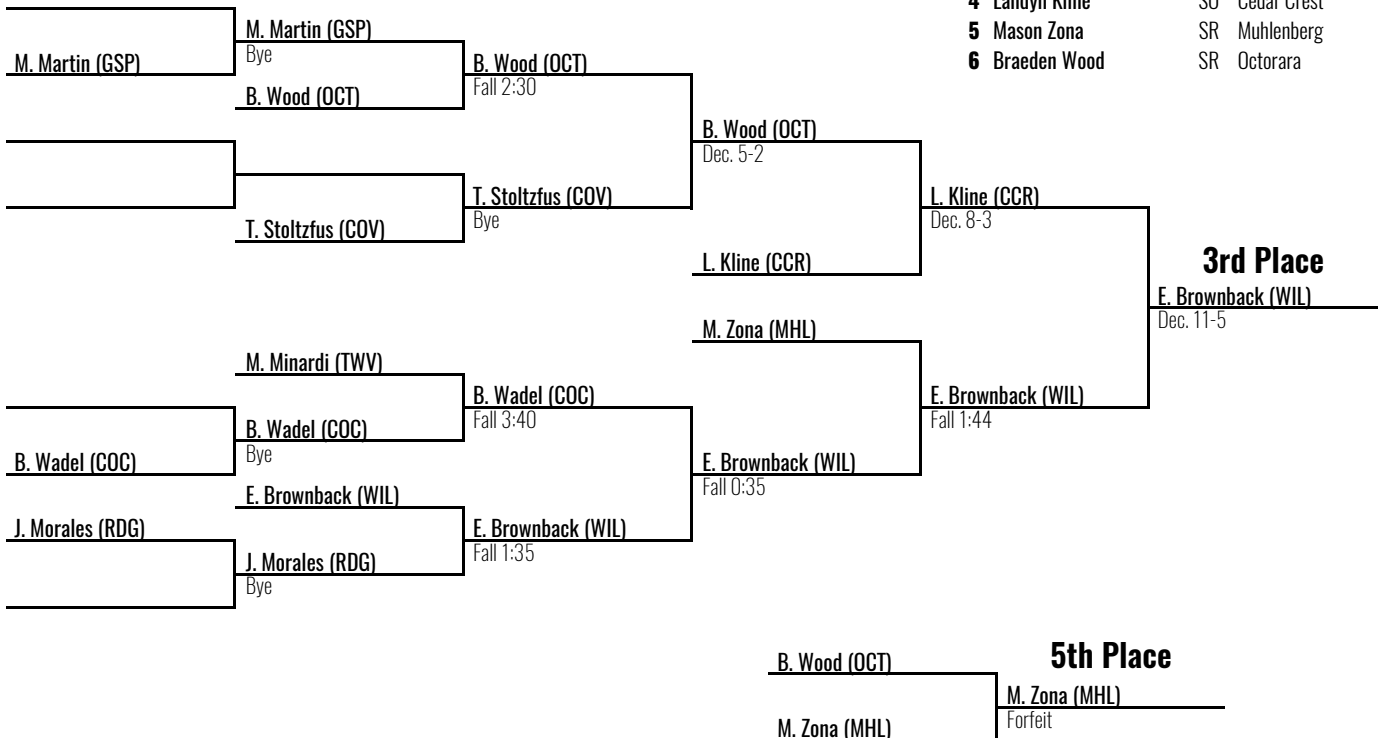 4 Landyn Kline SO Cedar Crest
5 Mason Zona SR Muhlenberg
6 Braeden Wood SR Octorara
M. Martin (GSP)
Bye
M. Martin (GSP)
B. Wood (OCT)
Fall 2:30
B. Wood (OCT)
B. Wood (OCT)
Dec. 5-2
T. Stoltzfus (COV)
Bye
T. Stoltzfus (COV)
L. Kline (CCR)
Dec. 8-3
L. Kline (CCR)
3rd Place
E. Brownback (WIL)
Dec. 11-5
M. Zona (MHL)
M. Minardi (TWV)
B. Wadel (COC)
Fall 3:40
E. Brownback (WIL)
Fall 1:44
B. Wadel (COC)
Bye
B. Wadel (COC)
E. Brownback (WIL)
Fall 0:35
E. Brownback (WIL)
J. Morales (RDG)
E. Brownback (WIL)
Fall 1:35
J. Morales (RDG)
Bye
5th Place
B. Wood (OCT)
M. Zona (MHL)
Forfeit
M. Zona (MHL)